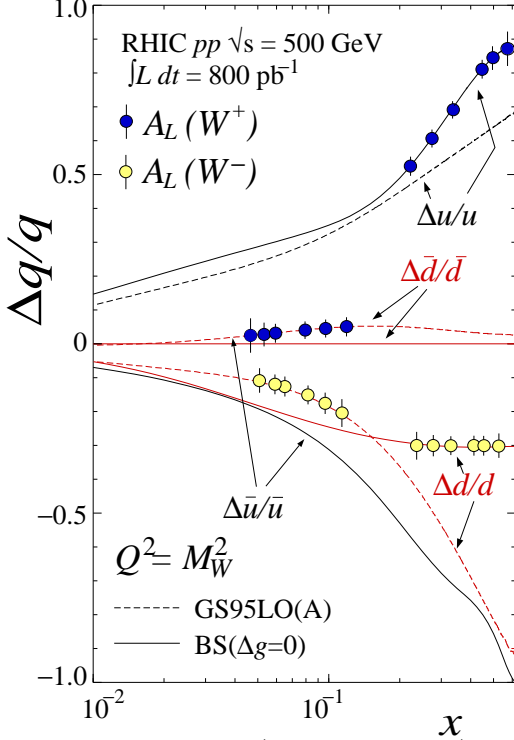 1.0
RHIC pp √s = 500 GeV
∫L dt = 800 pb⁻¹
A_L (W⁺)
A_L (W⁻)
0.5
Δu/u
Δq/q
Δd̄/d̄
0
Δd/d
Δū/ū
−0.5
Q² = M²_W
GS95LO(A)
BS(Δg=0)
−1.0
10⁻²
10⁻¹
x